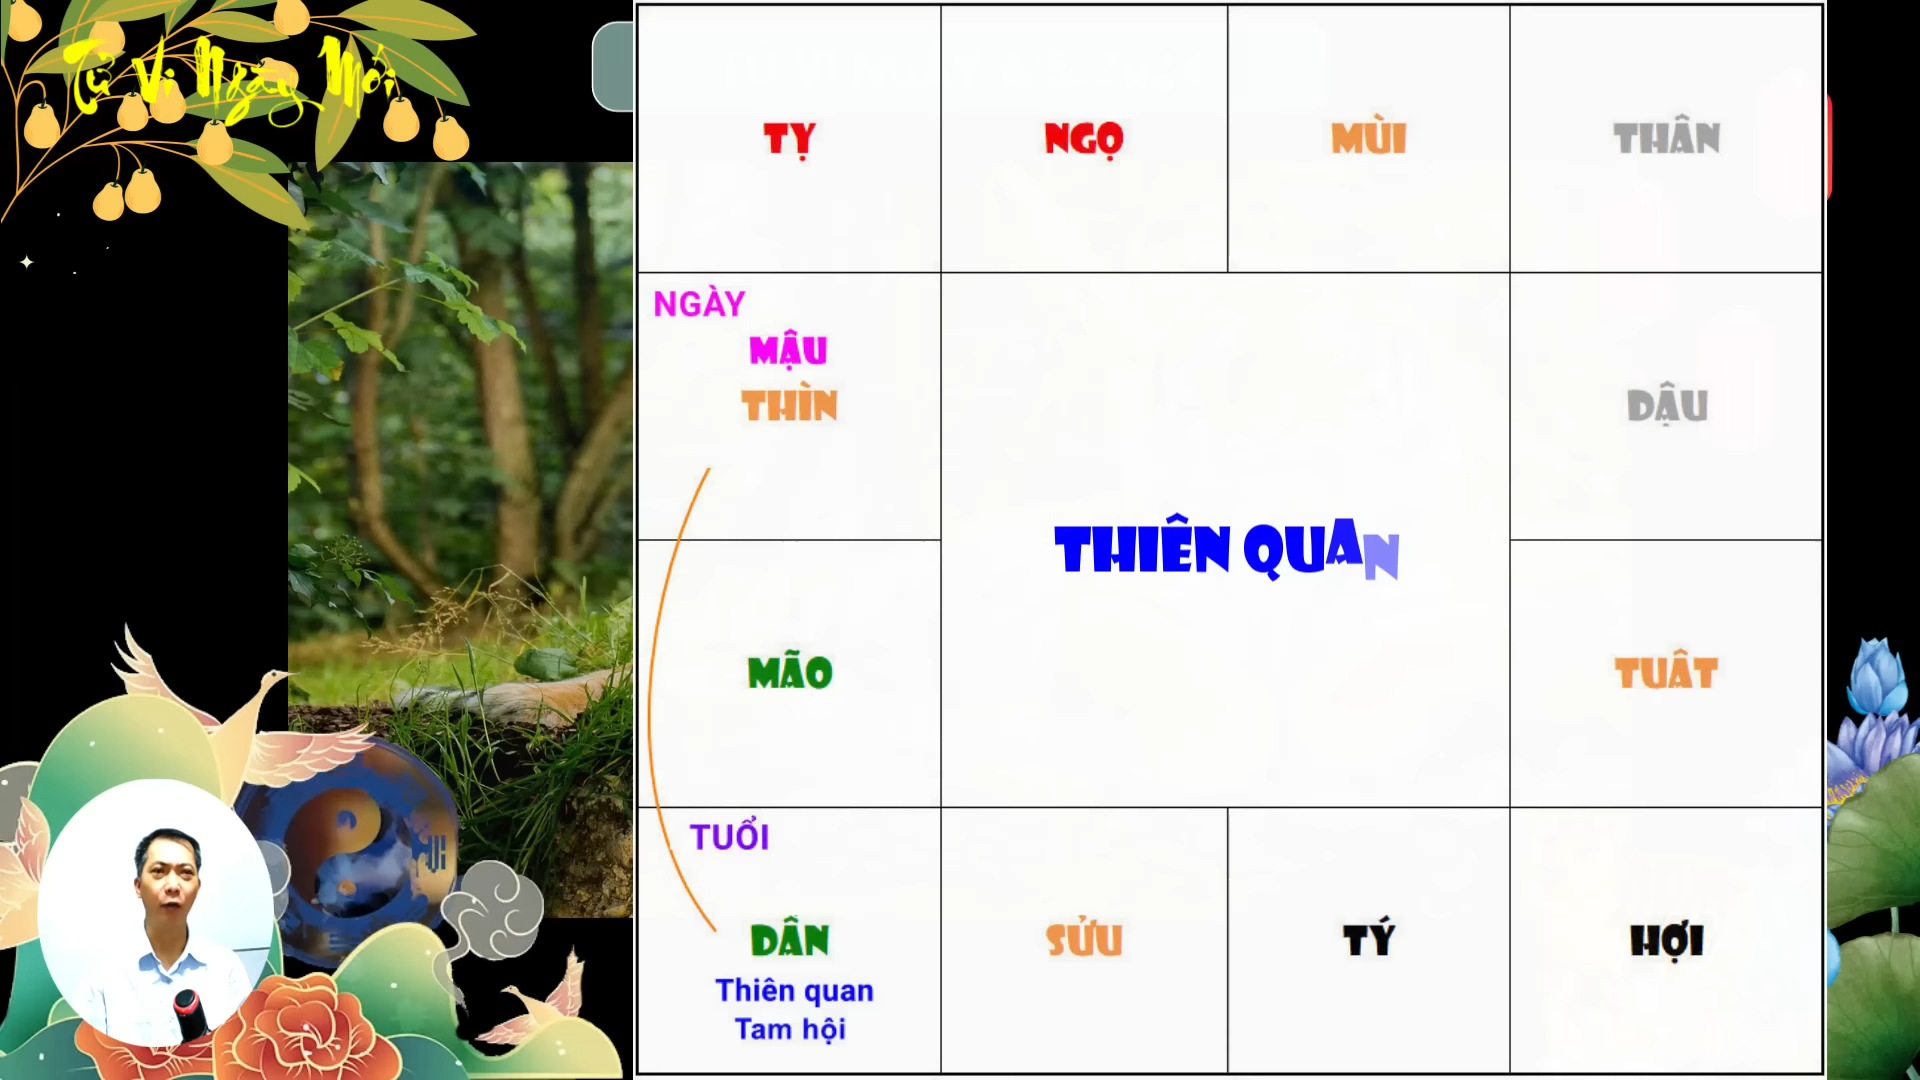 Tử Vi Ngày Mới
TỴ
NGỌ
MÙI
THÂN
NGÀY
MẬU
THÌN
DẬU
THIÊN QUAN
MÃO
TUẤT
TUỔI
DẦN
Thiên quan
Tam hội
SỬU
TÝ
HỢI